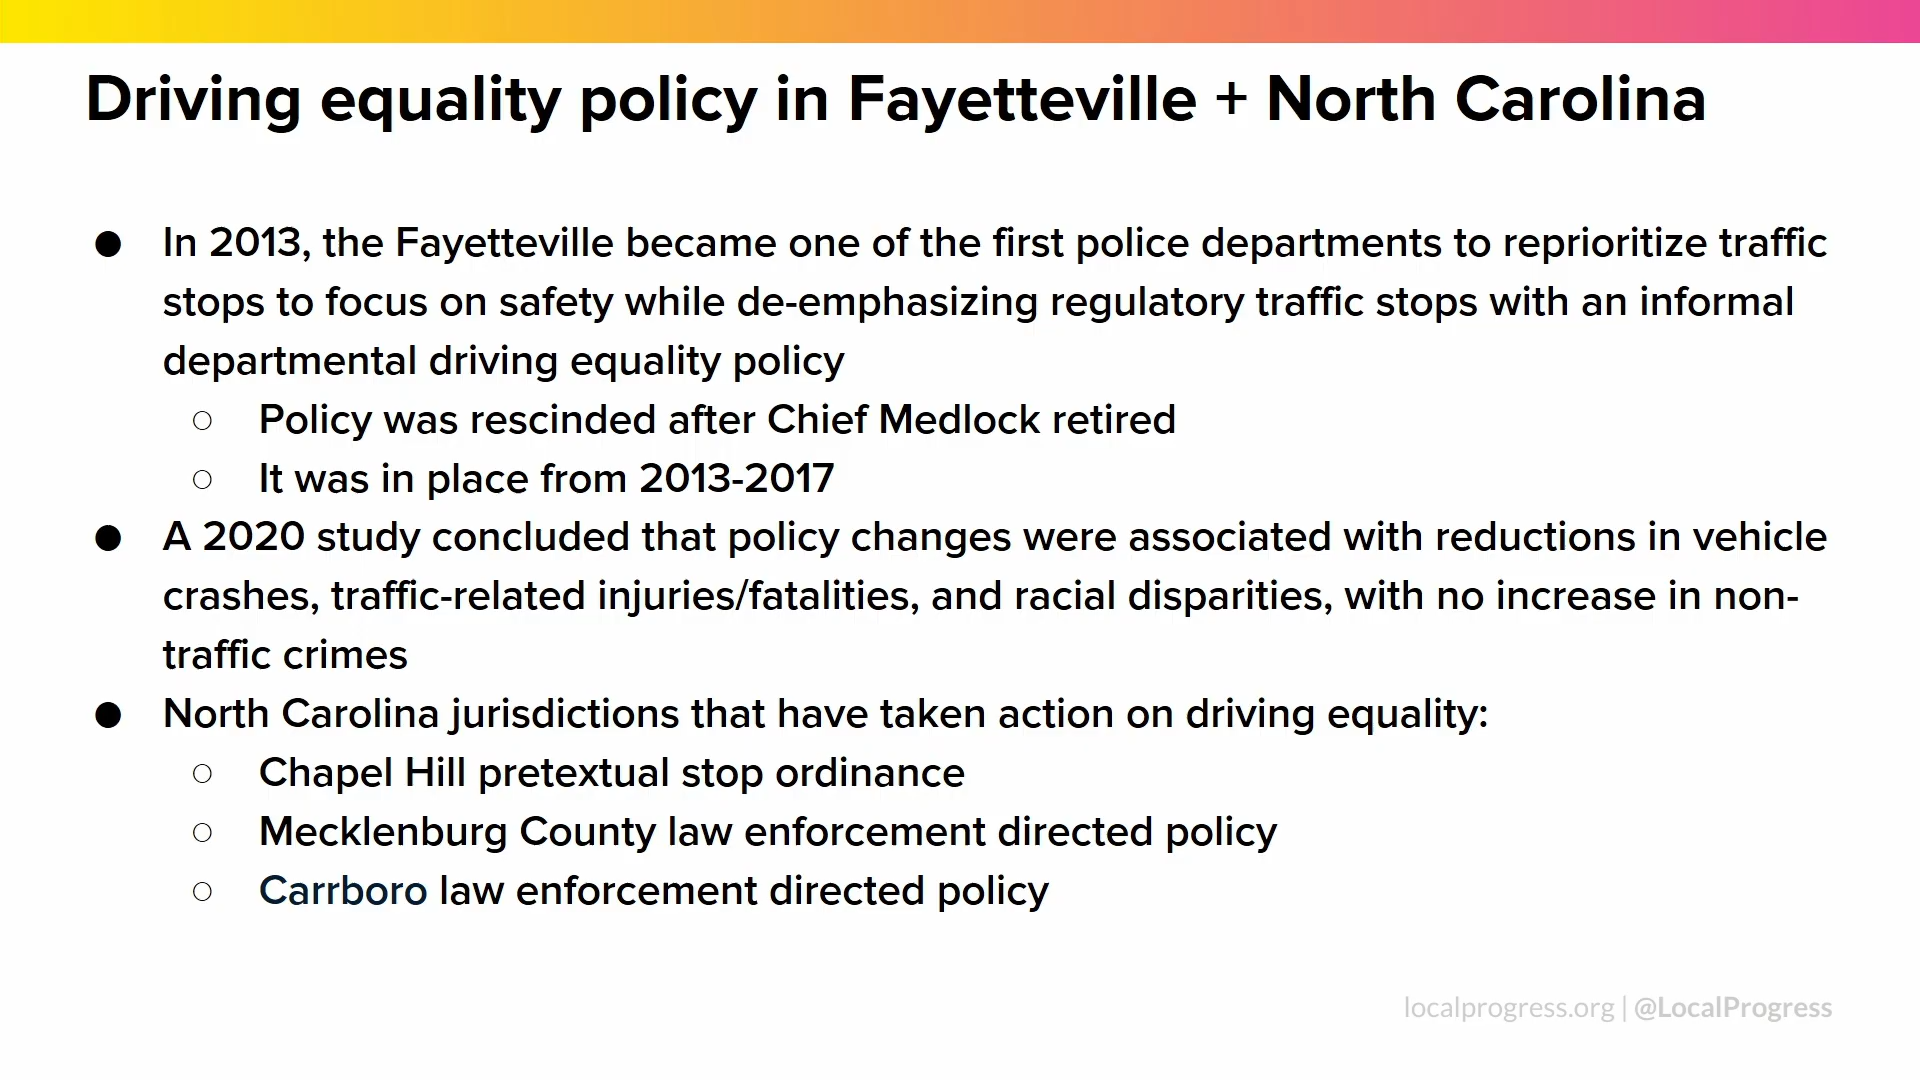 Driving equality policy in Fayetteville + North Carolina
● In 2013, the Fayetteville became one of the first police departments to reprioritize traffic
stops to focus on safety while de-emphasizing regulatory traffic stops with an informal
departmental driving equality policy
○ Policy was rescinded after Chief Medlock retired
○ It was in place from 2013-2017
● A 2020 study concluded that policy changes were associated with reductions in vehicle
crashes, traffic-related injuries/fatalities, and racial disparities, with no increase in non-
traffic crimes
● North Carolina jurisdictions that have taken action on driving equality:
○ Chapel Hill pretextual stop ordinance
○ Mecklenburg County law enforcement directed policy
○ Carrboro law enforcement directed policy
localprogress.org | @LocalProgress